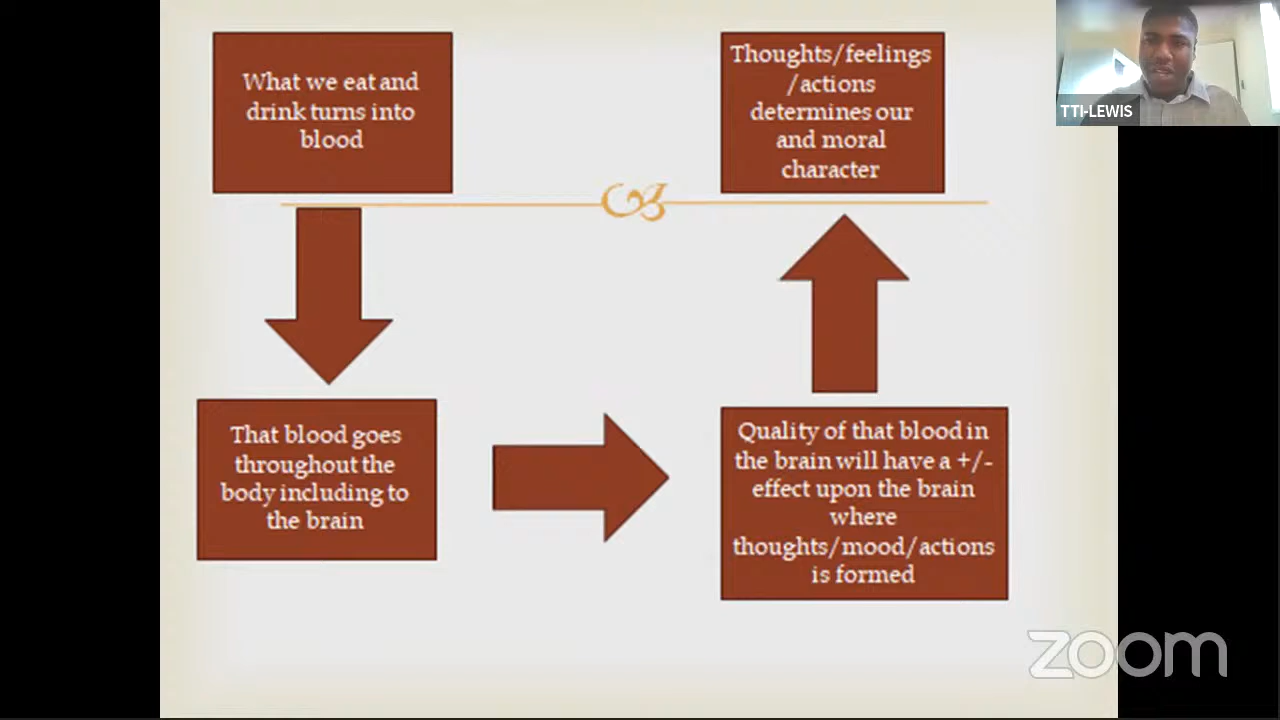 What we eat and
drink turns into
blood
That blood goes
throughout the
body including to
the brain
Quality of that blood in
the brain will have a +/-
effect upon the brain
where
thoughts/mood/actions
is formed
Thoughts/feelings
/actions
determines our
and moral
character
TTI-LEWIS
zoom